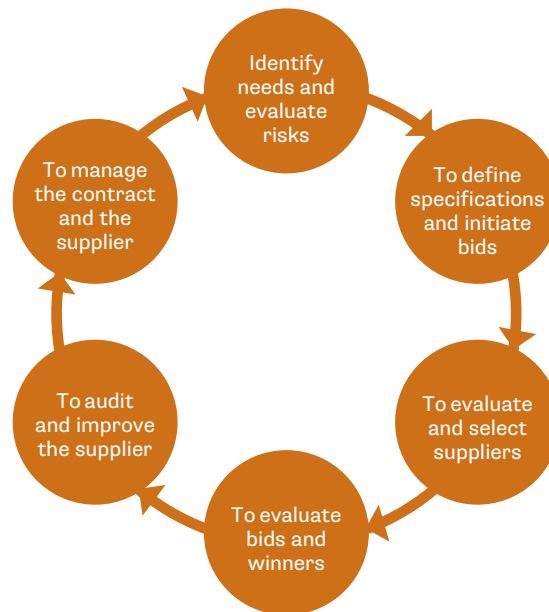 Identify
needs and
evaluate
risks
To define
specifications
and initiate
bids
To evaluate
and select
suppliers
To evaluate
bids and
winners
To audit
and improve
the supplier
To manage
the contract
and the
supplier